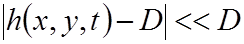 |h(x, y, t) − D| << D